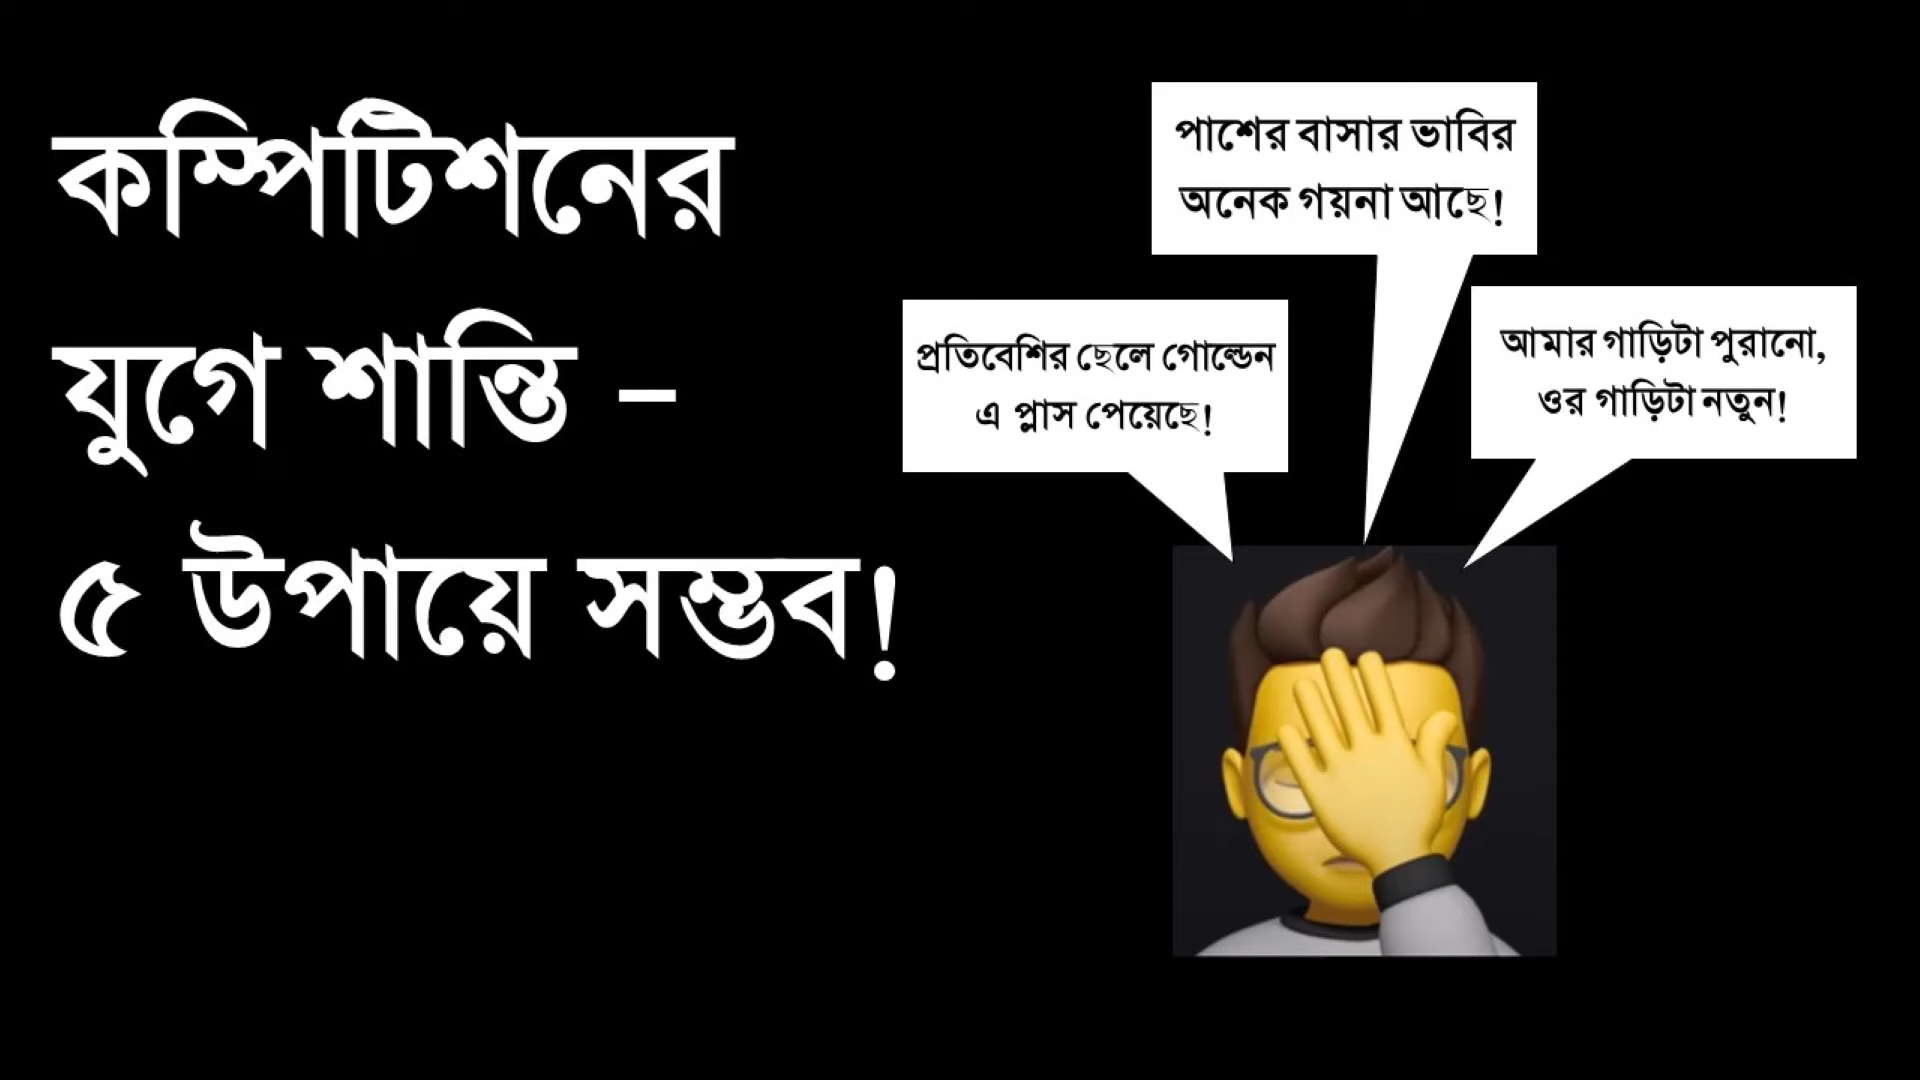 কম্পিটিশনের
যুগে শান্তি -
৫ উপায়ে সম্ভব!
পাশের বাসার ভাবির
অনেক গয়না আছে!
প্রতিবেশির ছেলে গোল্ডেন
এ প্লাস পেয়েছে!
আমার গাড়িটা পুরানো,
ওর গাড়িটা নতুন!